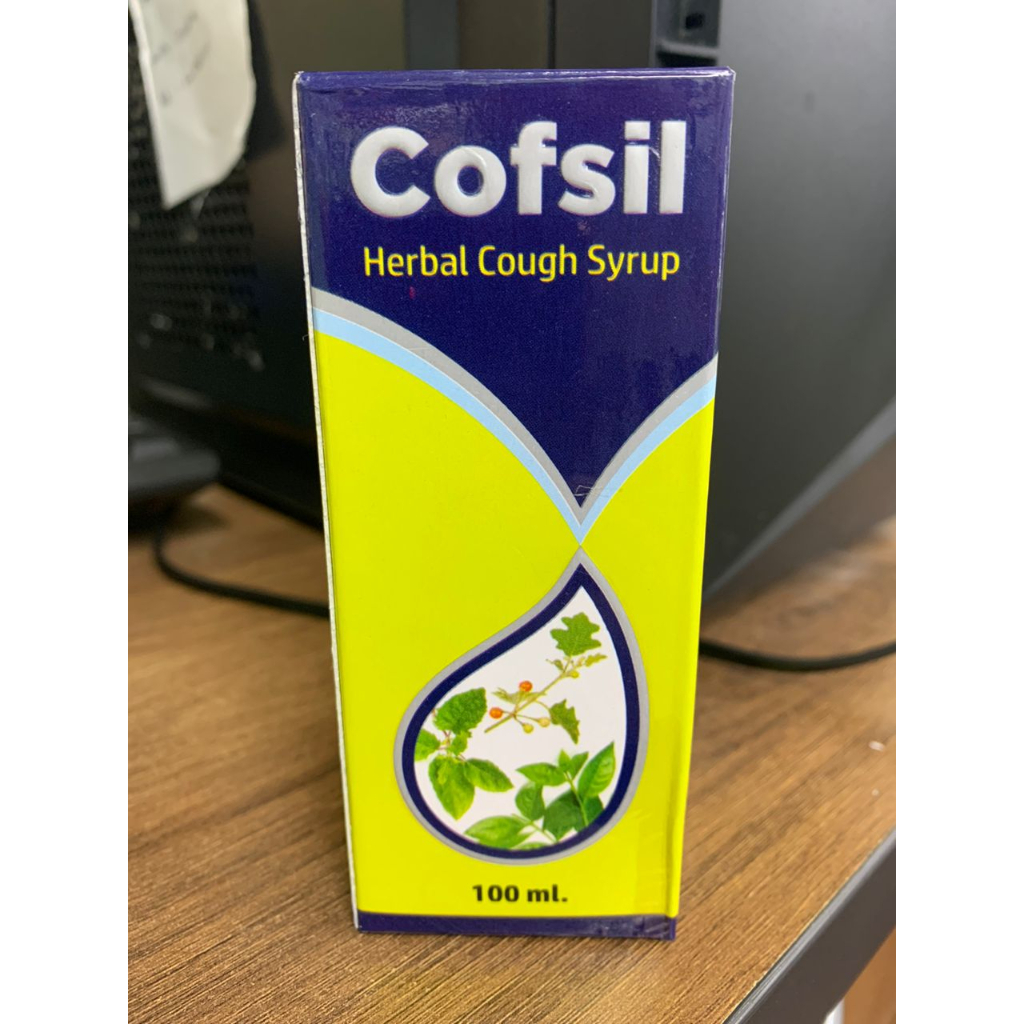 Cofsil
Herbal Cough Syrup
100 ml.